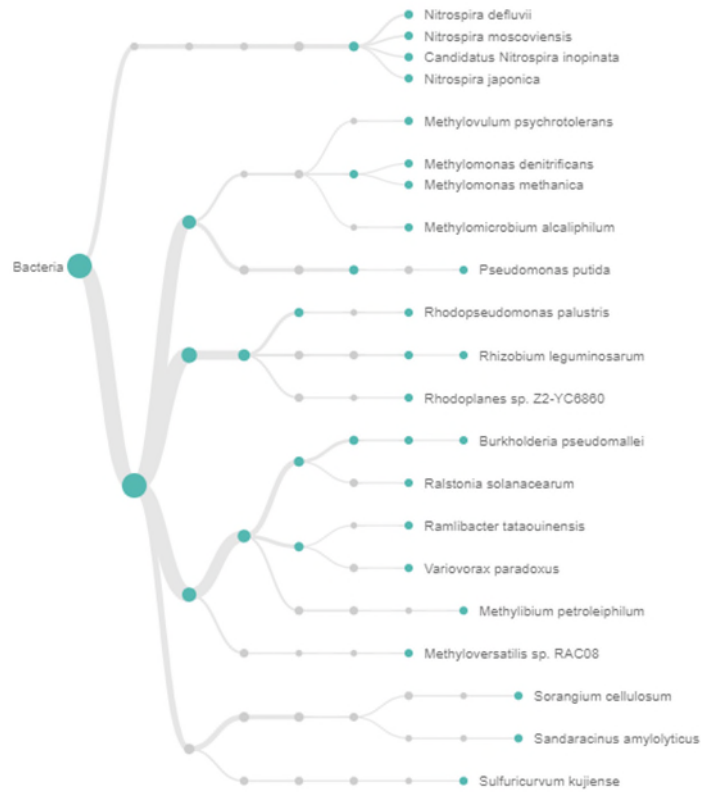 Nitrospira defluvii
Nitrospira moscoviensis
Candidatus Nitrospira inopinata
Nitrospira japonica
Methylovulum psychrotolerans
Methylomonas denitrificans
Methylomonas methanica
Methylomicrobium alcaliphilum
Bacteria
Pseudomonas putida
Rhodopseudomonas palustris
Rhizobium leguminosarum
Rhodoplanes sp. Z2-YC6860
Burkholderia pseudomallei
Ralstonia solanacearum
Ramlibacter tataouinensis
Variovorax paradoxus
Methylibium petroleiphilum
Methyloversatilis sp. RAC08
Sorangium cellulosum
Sandaracinus amylolyticus
Sulfuricurvum kujiense